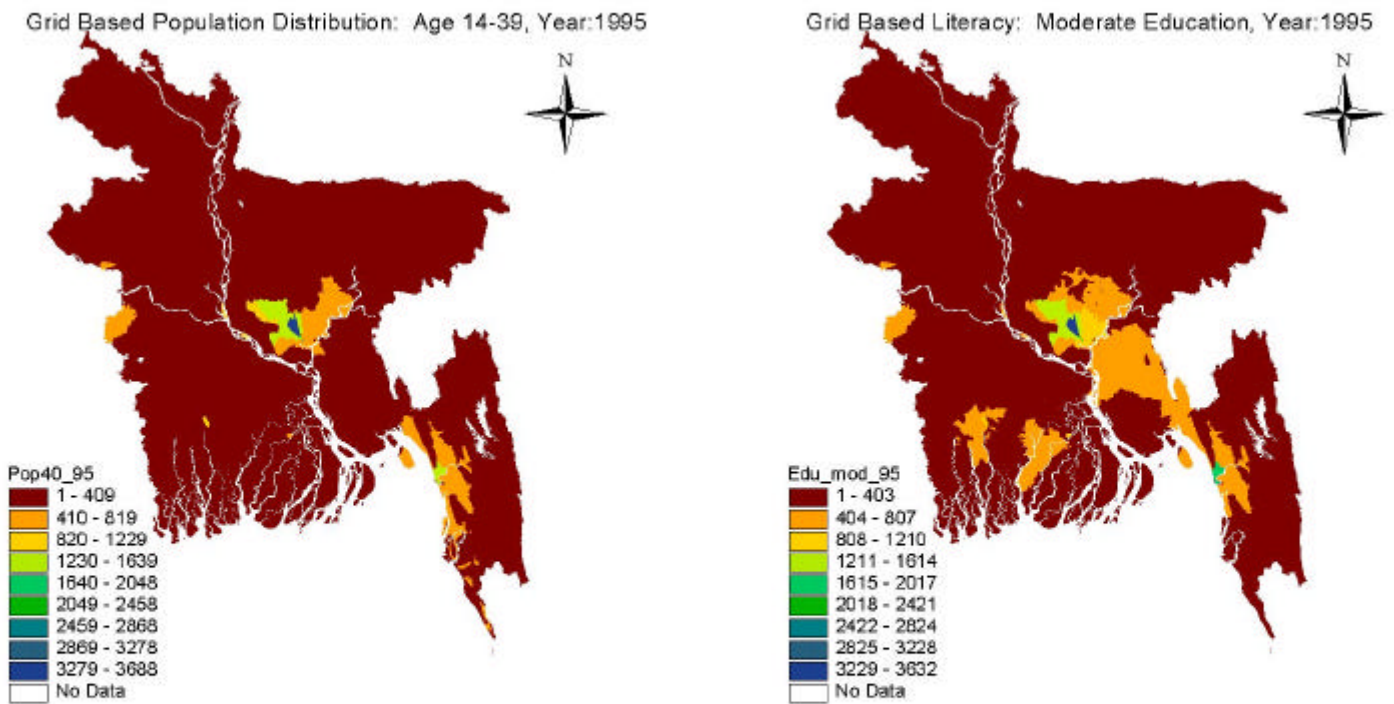 Grid Based Population Distribution: Age 14-39, Year:1995
N
Pop40_95
1 - 409
410 - 819
820 - 1229
1230 - 1639
1640 - 2048
2049 - 2458
2459 - 2868
2869 - 3278
3279 - 3688
No Data
Grid Based Literacy: Moderate Education, Year:1995
N
Edu_mod_95
1 - 403
404 - 807
808 - 1210
1211 - 1614
1615 - 2017
2018 - 2421
2422 - 2824
2825 - 3228
3229 - 3632
No Data